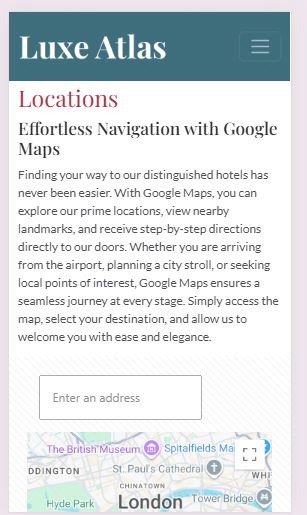 Luxe Atlas
Locations
Effortless Navigation with Google
Maps
Finding your way to our distinguished hotels has
never been easier. With Google Maps, you can
explore our prime locations, view nearby
landmarks, and receive step-by-step directions
directly to our doors. Whether you are arriving
from the airport, planning a city stroll, or seeking
local points of interest, Google Maps ensures a
seamless journey at every stage. Simply access the
map, select your destination, and allow us to
welcome you with ease and elegance.
Enter an address
The British Museum
Spitalfields Ma
DDINGTON
St. Paul's Cathedral
WHI
CHINATOWN
London
Tower Bridge
Hyde Park